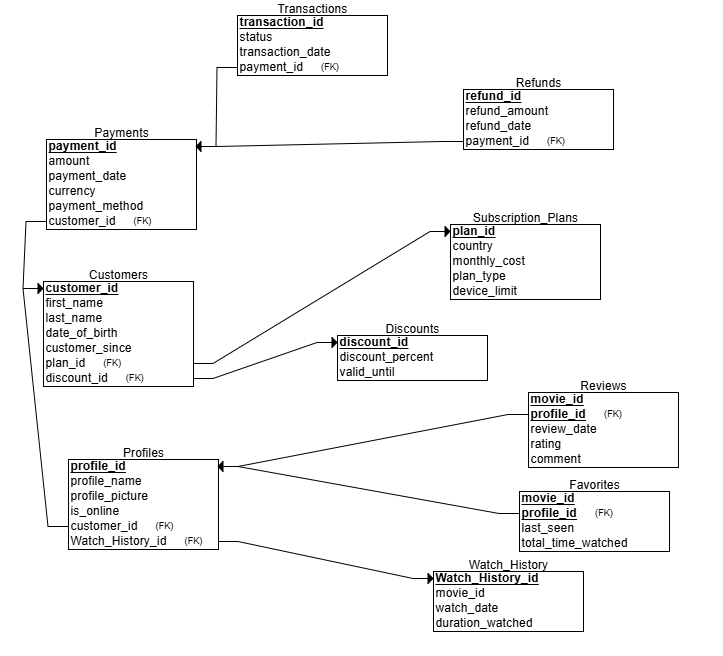 Transactions
transaction_id
status
transaction_date
payment_id (FK)
Refunds
refund_id
refund_amount
refund_date
payment_id (FK)
Payments
payment_id
amount
payment_date
currency
payment_method
customer_id (FK)
Subscription_Plans
plan_id
country
monthly_cost
plan_type
device_limit
Customers
customer_id
first_name
last_name
date_of_birth
customer_since
plan_id (FK)
discount_id (FK)
Discounts
discount_id
discount_percent
valid_until
Reviews
movie_id
profile_id (FK)
review_date
rating
comment
Profiles
profile_id
profile_name
profile_picture
is_online
customer_id (FK)
Watch_History_id (FK)
Favorites
movie_id
profile_id (FK)
last_seen
total_time_watched
Watch_History
Watch_History_id
movie_id
watch_date
duration_watched